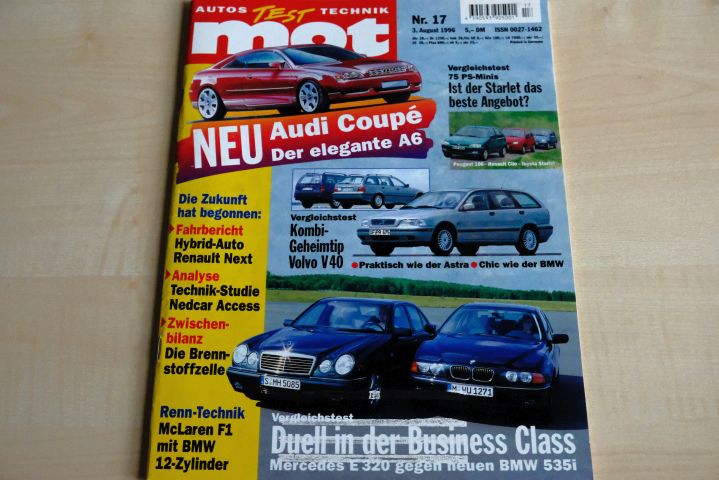 AUTOS TEST TECHNIK
mot
Nr. 17
3. August 1996 5,– DM ISSN 0027-1462
NEU Audi Coupé
Der elegante A6
Vergleichstest
75 PS-Minis
Ist der Starlet das
beste Angebot?
Peugeot 106 - Renault Clio - Toyota Starlet
Die Zukunft
hat begonnen:
Fahrbericht
Hybrid-Auto
Renault Next
Analyse
Technik-Studie
Nedcar Access
Zwischen-
bilanz
Die Brenn-
stoffzelle
Renn-Technik
McLaren F1
mit BMW
12-Zylinder
Vergleichstest
Kombi-
Geheimtip
Volvo V40
Praktisch wie der Astra
Chic wie der BMW
S MH 5085
M YU 1271
Vergleichstest
Duell in der Business Class
Mercedes E 320 gegen neuen BMW 535i